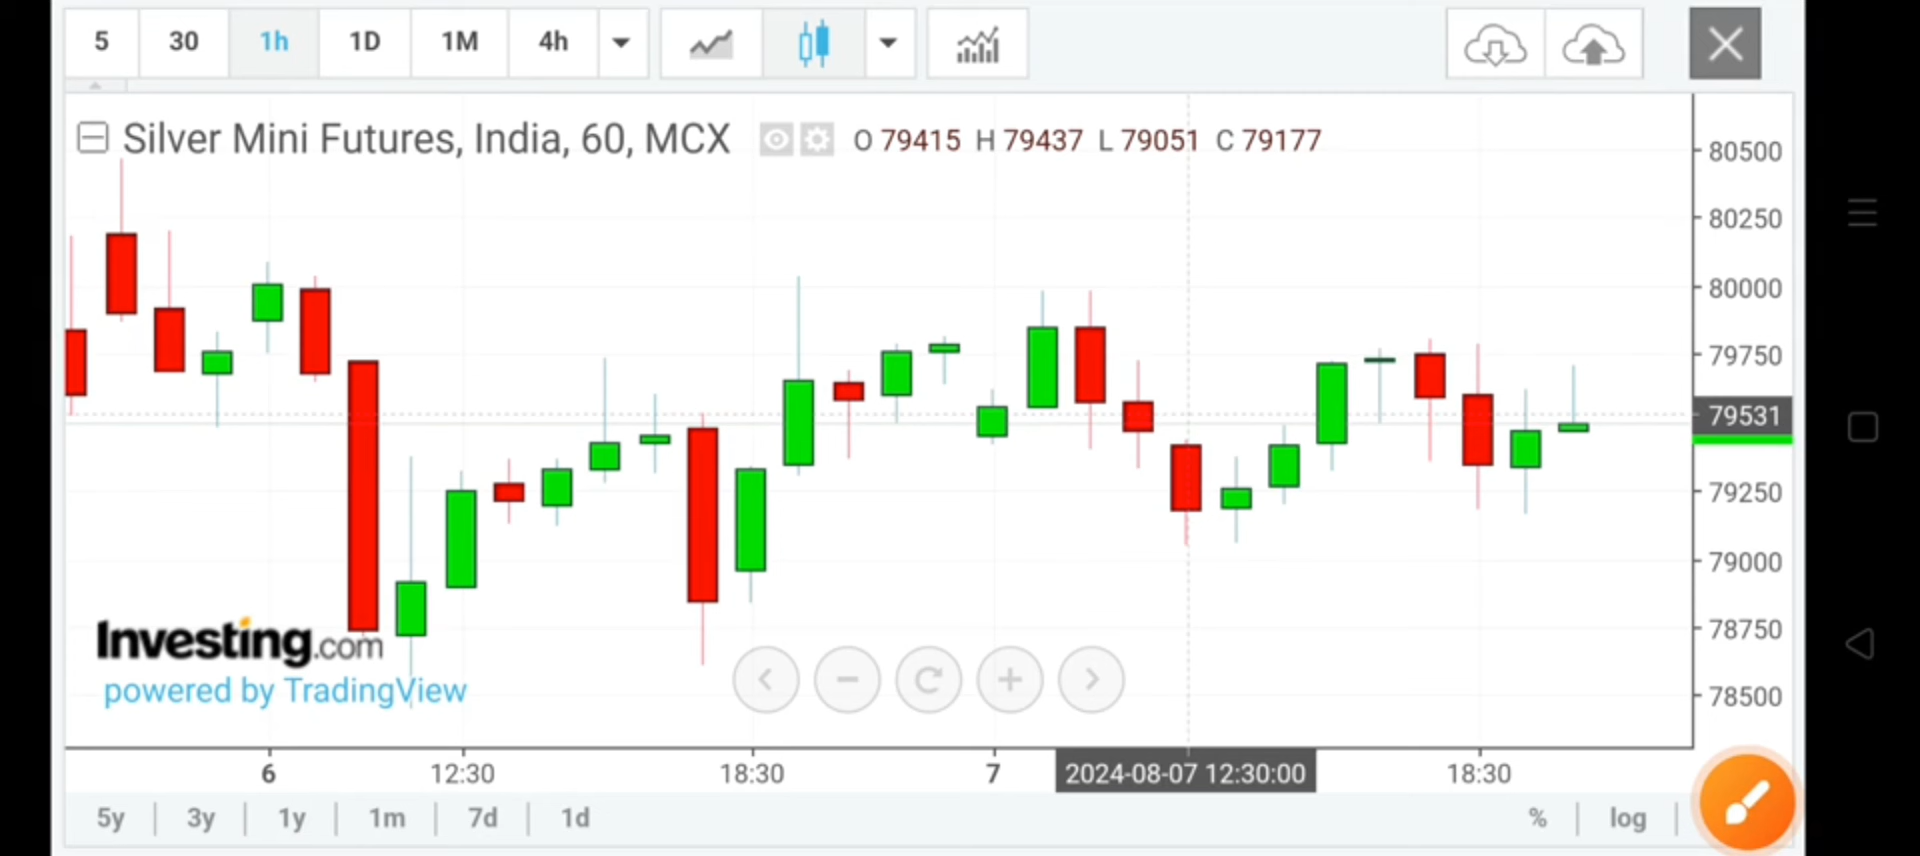 5 30 1h 1D 1M 4h
Silver Mini Futures, India, 60, MCX O 79415 H 79437 L 79051 C 79177
80500
80250
80000
79750
79531
79250
79000
78750
78500
Investing.com
powered by TradingView
6 12:30 18:30 7 2024-08-07 12:30:00 18:30
5y 3y 1y 1m 7d 1d % log